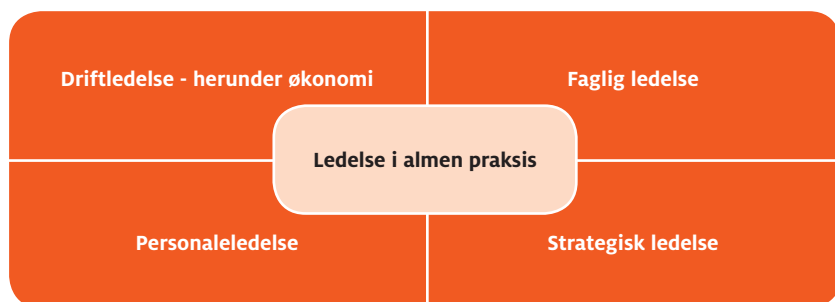 Driftledelse - herunder økonomi
Faglig ledelse
Ledelse i almen praksis
Personaleledelse
Strategisk ledelse